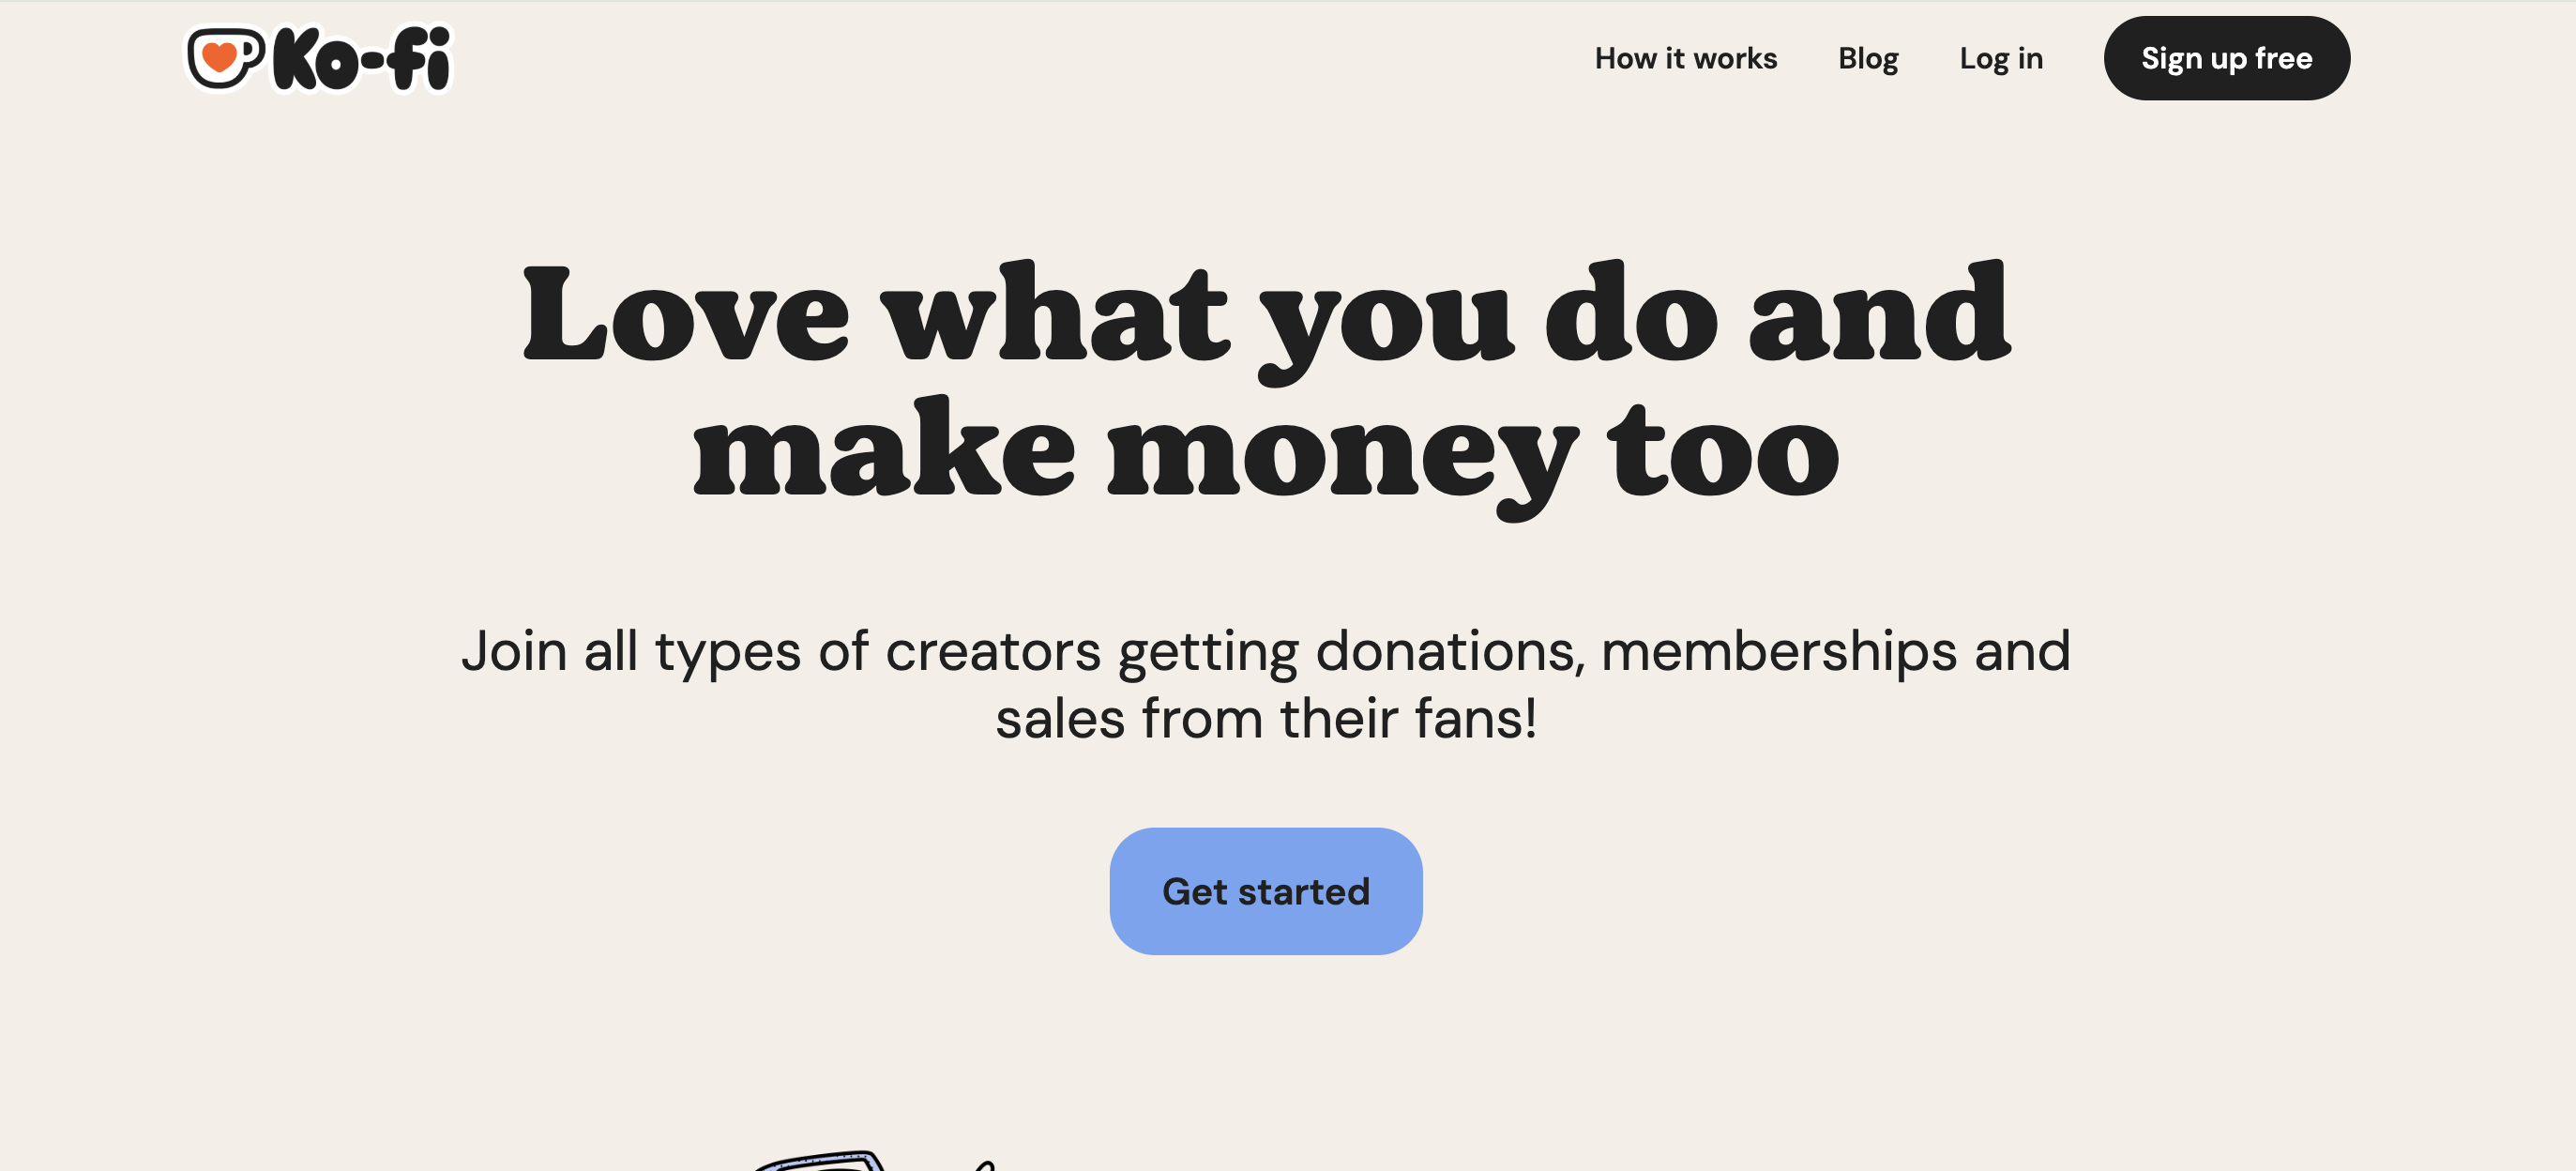 Ko-fi
How it works
Blog
Log in
Sign up free
Love what you do and
make money too
Join all types of creators getting donations, memberships and
sales from their fans!
Get started